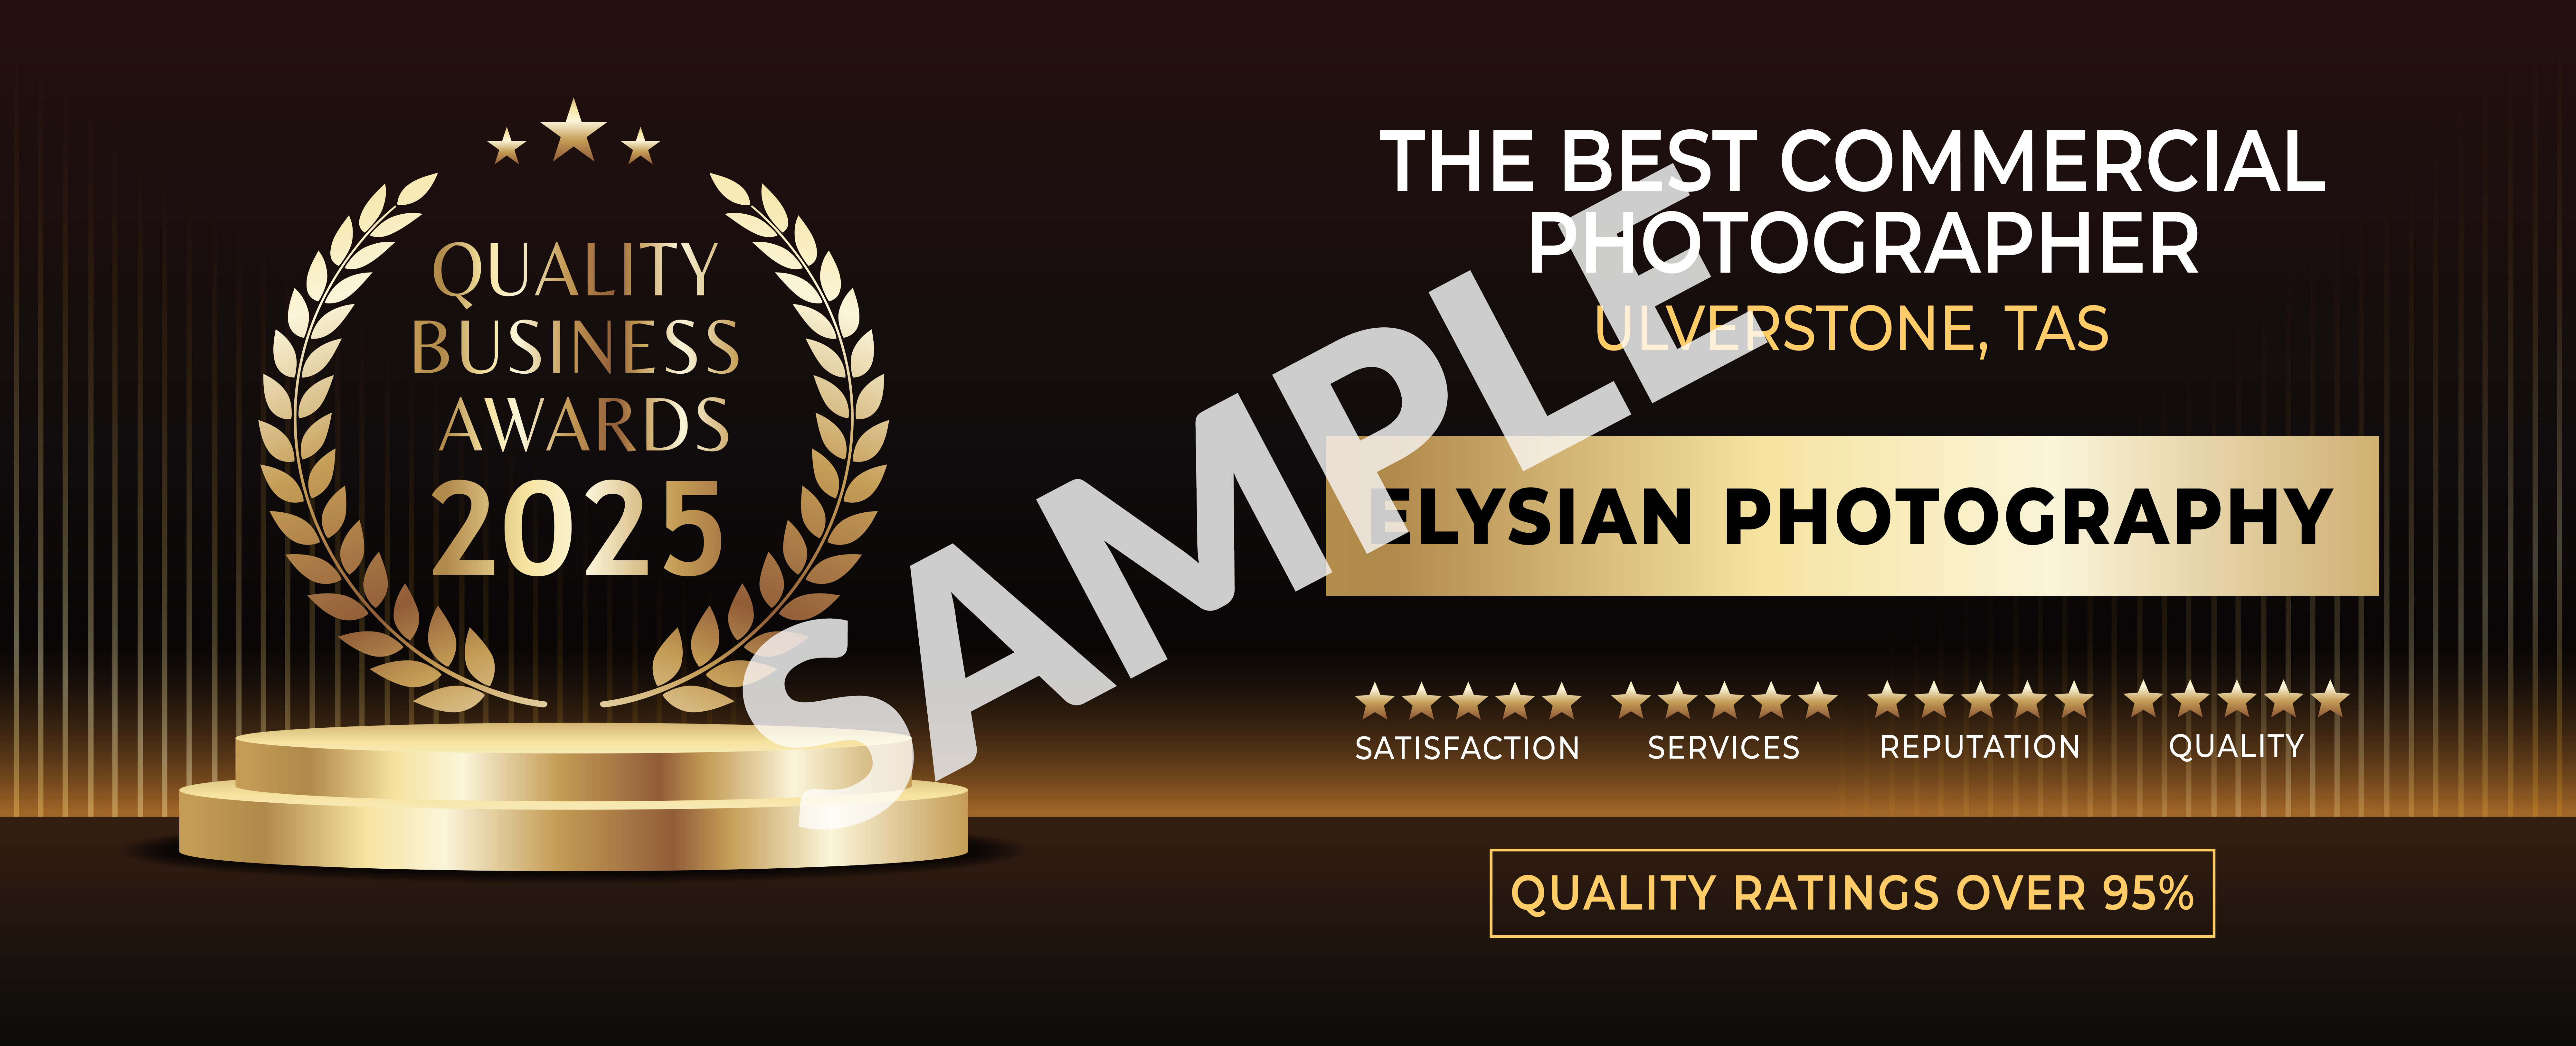 QUALITY
BUSINESS
AWARDS
2025
THE BEST COMMERCIAL
PHOTOGRAPHER
ULVERSTONE, TAS
ELYSIAN PHOTOGRAPHY
SATISFACTION SERVICES REPUTATION QUALITY
QUALITY RATINGS OVER 95%
SAMPLE